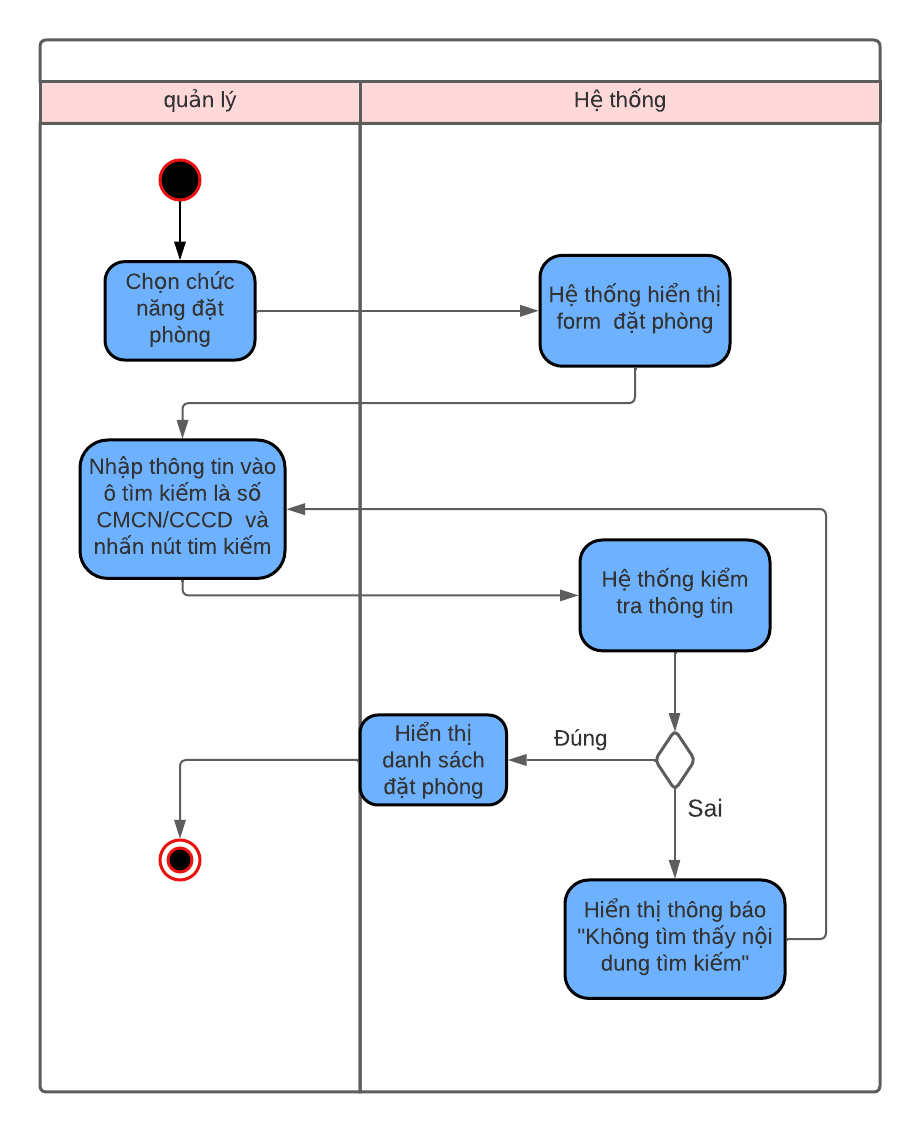 quản lý
Hệ thống
Chọn chức
năng đặt
phòng
Hệ thống hiển thị
form  đặt phòng
Nhập thông tin vào
ô tìm kiếm là số
CMCN/CCCD  và
nhấn nút tim kiếm
Hệ thống kiểm
tra thông tin
Hiển thị
danh sách
đặt phòng
Đúng
Sai
Hiển thị thông báo
"Không tìm thấy nội
dung tìm kiếm"